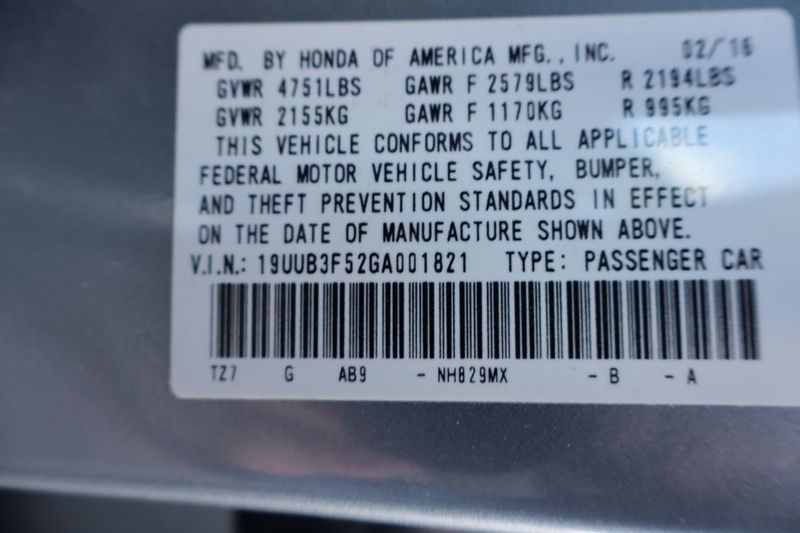 MFD. BY HONDA OF AMERICA MFG., INC. 02/16
GVWR 4751LBS GAWR F 2579LBS R 2194LBS
GVWR 2155KG GAWR F 1170KG R 995KG
THIS VEHICLE CONFORMS TO ALL APPLICABLE
FEDERAL MOTOR VEHICLE SAFETY, BUMPER,
AND THEFT PREVENTION STANDARDS IN EFFECT
ON THE DATE OF MANUFACTURE SHOWN ABOVE.
V.I.N.: 19UUB3F52GA001821 TYPE: PASSENGER CAR
TZ7 G AB9 - NH829MX - B - A